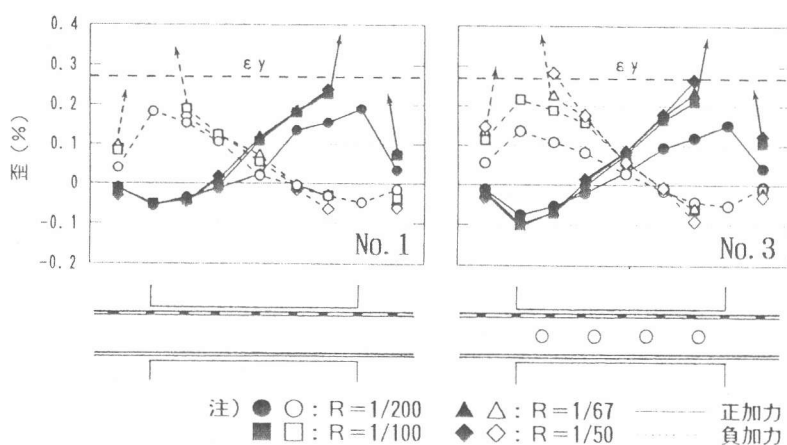 0.4
0.3
0.2
0.1
0
-0.1
-0.2
歪(%)
εy
No.1
εy
No.3
注) ● ○ : R=1/200 ▲ △ : R=1/67 正加力
■ □ : R=1/100 ◆ ◇ : R=1/50 負加力